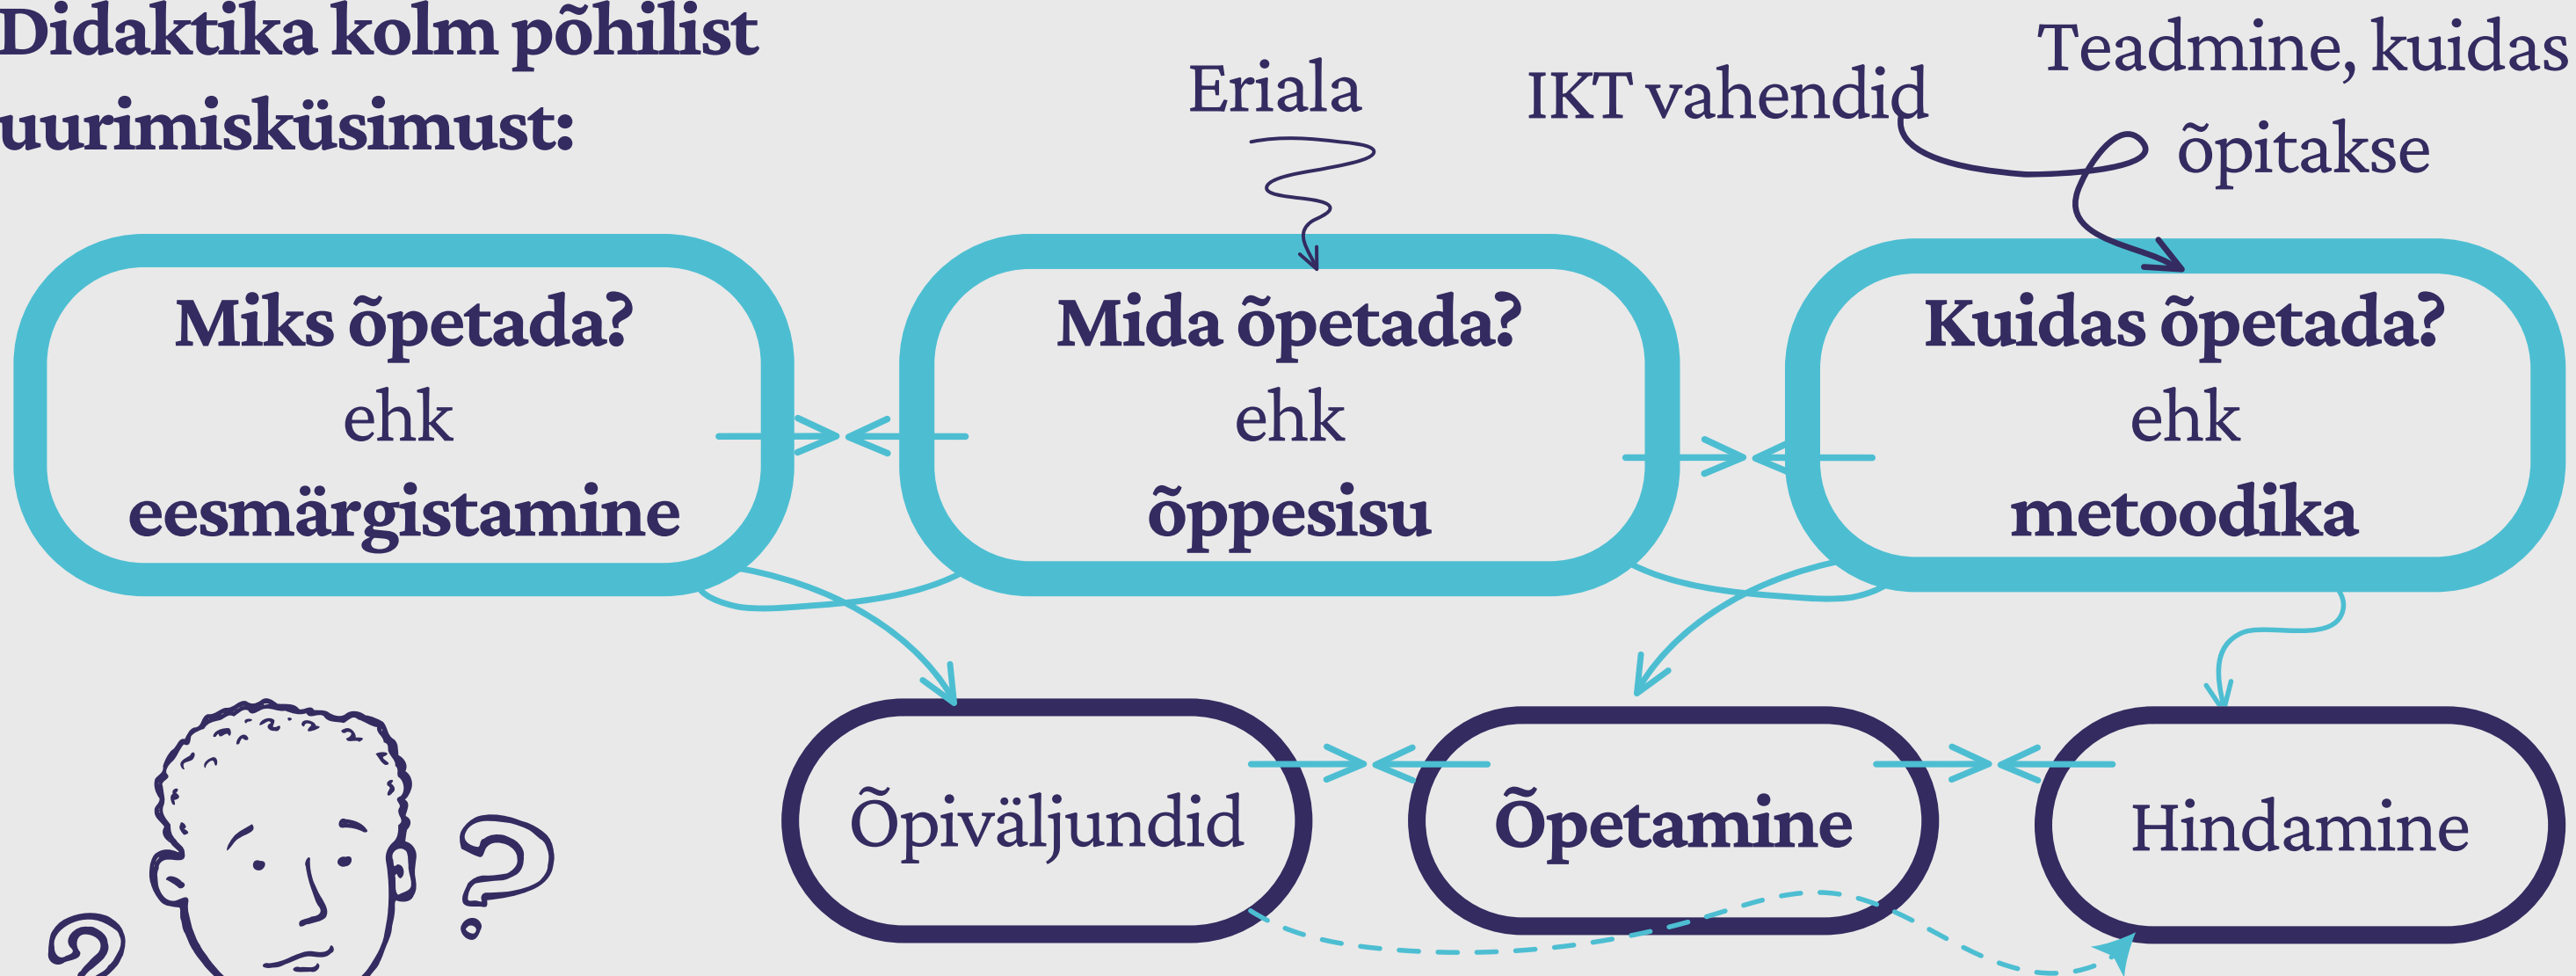 Didaktika kolm põhilist
uurimisküsimust:
Eriala
IKT vahendid
Teadmine, kuidas
õpitakse
Miks õpetada?
ehk
eesmärgistamine
Mida õpetada?
ehk
õppesisu
Kuidas õpetada?
ehk
metoodika
Õpiväljundid
Õpetamine
Hindamine
?
?